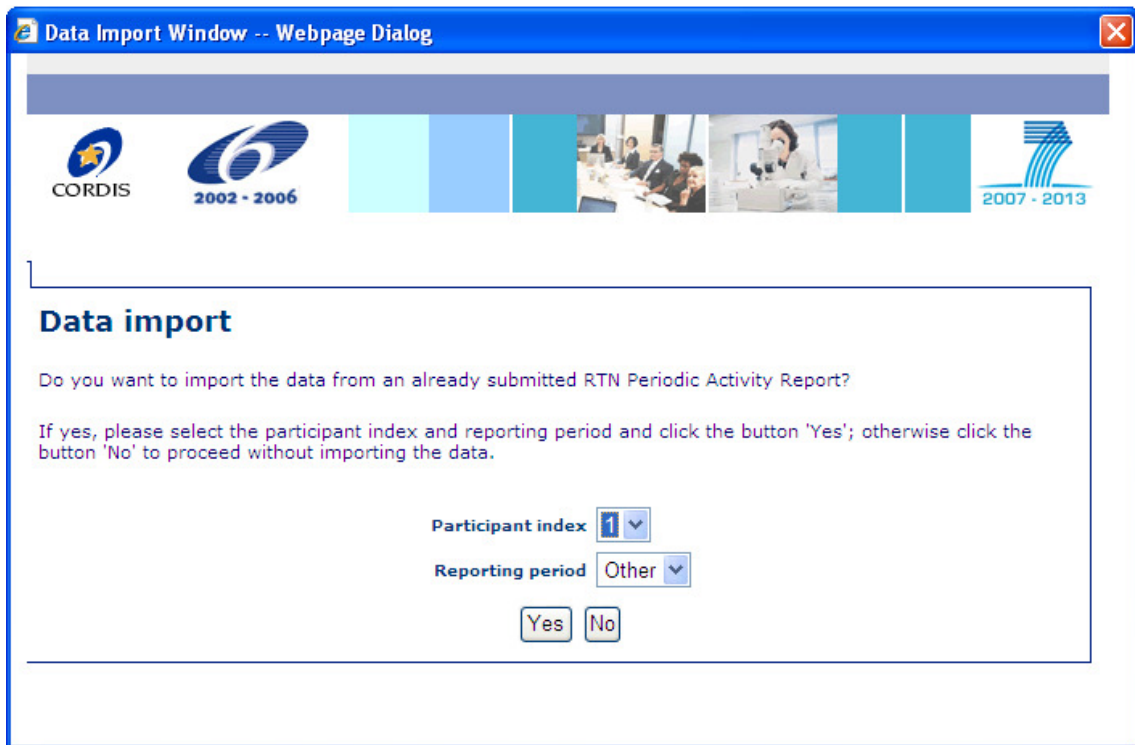 Data Import Window -- Webpage Dialog
CORDIS
6
2002 - 2006
7
2007 - 2013
Data import
Do you want to import the data from an already submitted RTN Periodic Activity Report?
If yes, please select the participant index and reporting period and click the button 'Yes'; otherwise click the
button 'No' to proceed without importing the data.
Participant index 1
Reporting period Other
Yes No